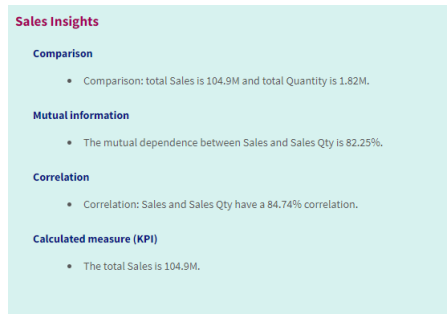 Sales Insights
Comparison
• Comparison: total Sales is 104.9M and total Quantity is 1.82M.
Mutual information
• The mutual dependence between Sales and Sales Qty is 82.25%.
Correlation
• Correlation: Sales and Sales Qty have a 84.74% correlation.
Calculated measure (KPI)
• The total Sales is 104.9M.